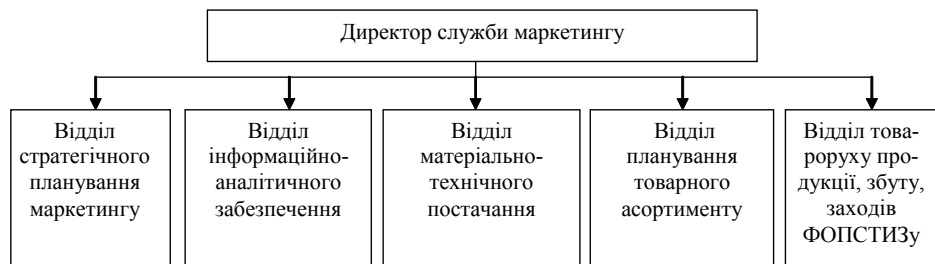 Директор служби маркетингу
Відділ
стратегічного
планування
маркетингу
Відділ
інформаційно-
аналітичного
забезпечення
Відділ
матеріально-
технічного
постачання
Відділ
планування
товарного
асортименту
Відділ това-
роруху про-
дукції, збуту,
заходів
ФОПСТИЗу